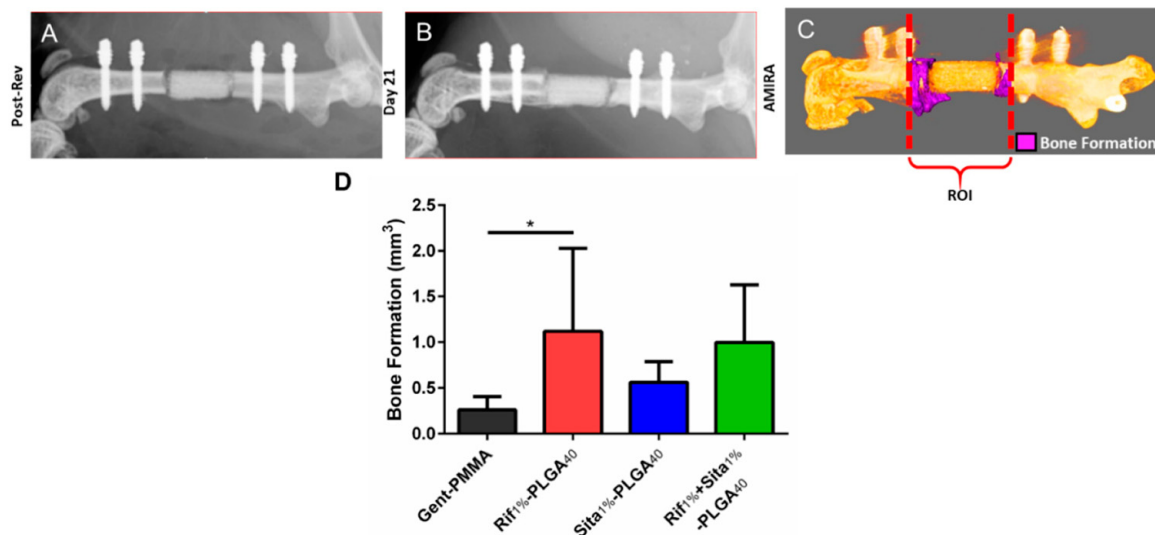 A
Post-Rev
B
Day 21
C
AMIRA
Bone Formation
ROI
D
Bone Formation (mm³)
2.5
2.0
1.5
1.0
0.5
0.0
*
Gent-PMMA
Rif1%-PLGA40
Sita1%-PLGA40
Rif1%+Sita1%
-PLGA40